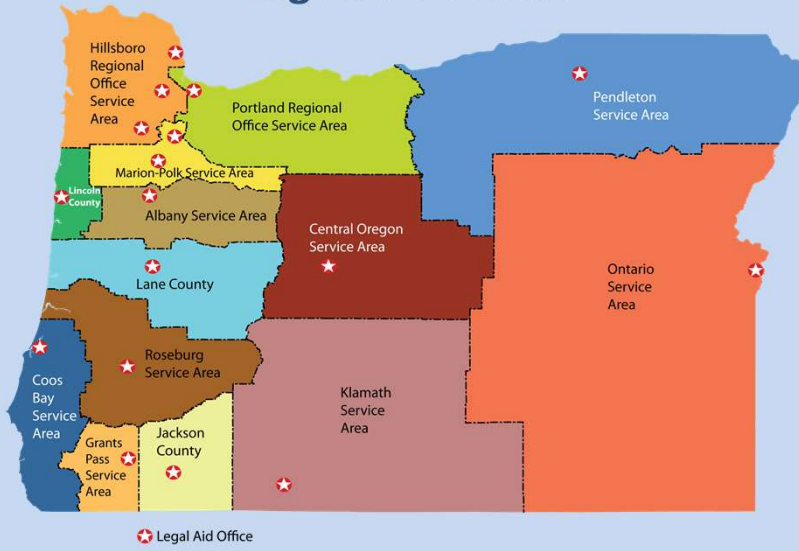 Hillsboro
Regional
Office
Service
Area
Portland Regional
Office Service Area
Pendleton
Service Area
Marion-Polk Service Area
Lincoln
County
Albany Service Area
Central Oregon
Service Area
Lane County
Ontario
Service
Area
Roseburg
Service Area
Coos
Bay
Service
Area
Klamath
Service
Area
Grants
Pass
Service
Area
Jackson
County
Legal Aid Office